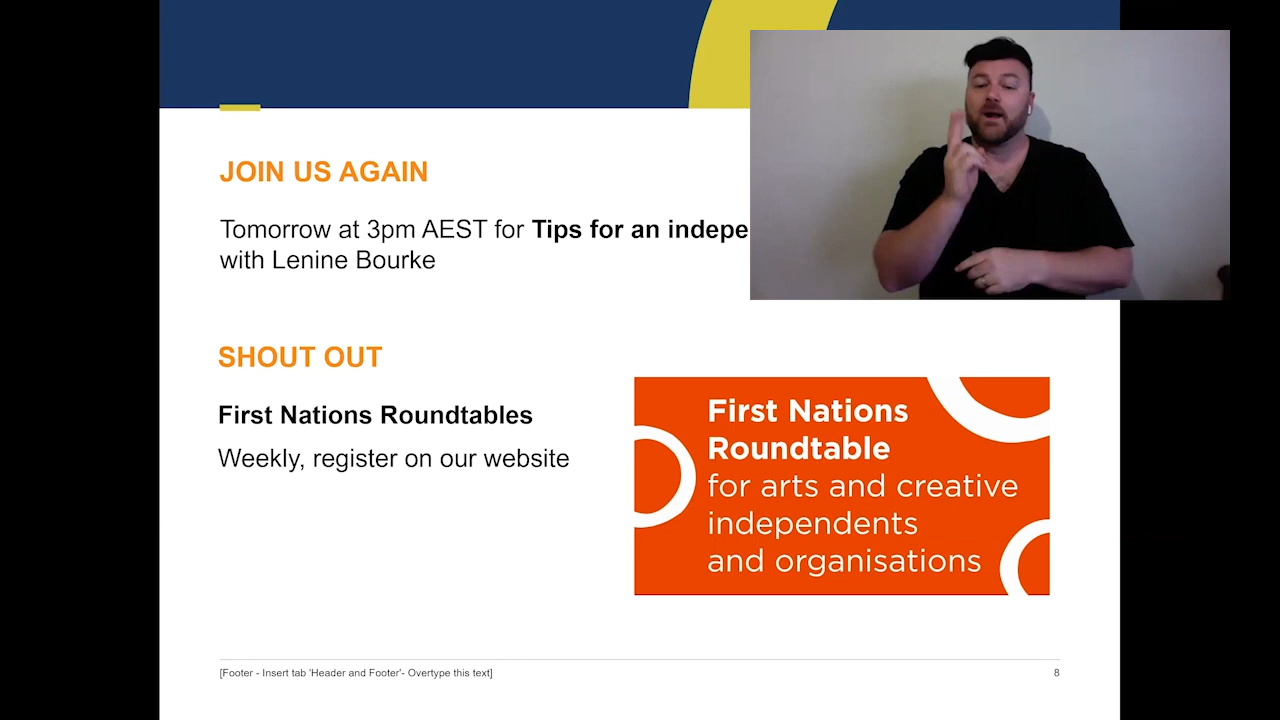 JOIN US AGAIN
Tomorrow at 3pm AEST for Tips for an indepe
with Lenine Bourke
SHOUT OUT
First Nations Roundtables
Weekly, register on our website
First Nations
Roundtable
for arts and creative
independents
and organisations
[Footer - Insert tab 'Header and Footer'- Overtype this text]
8